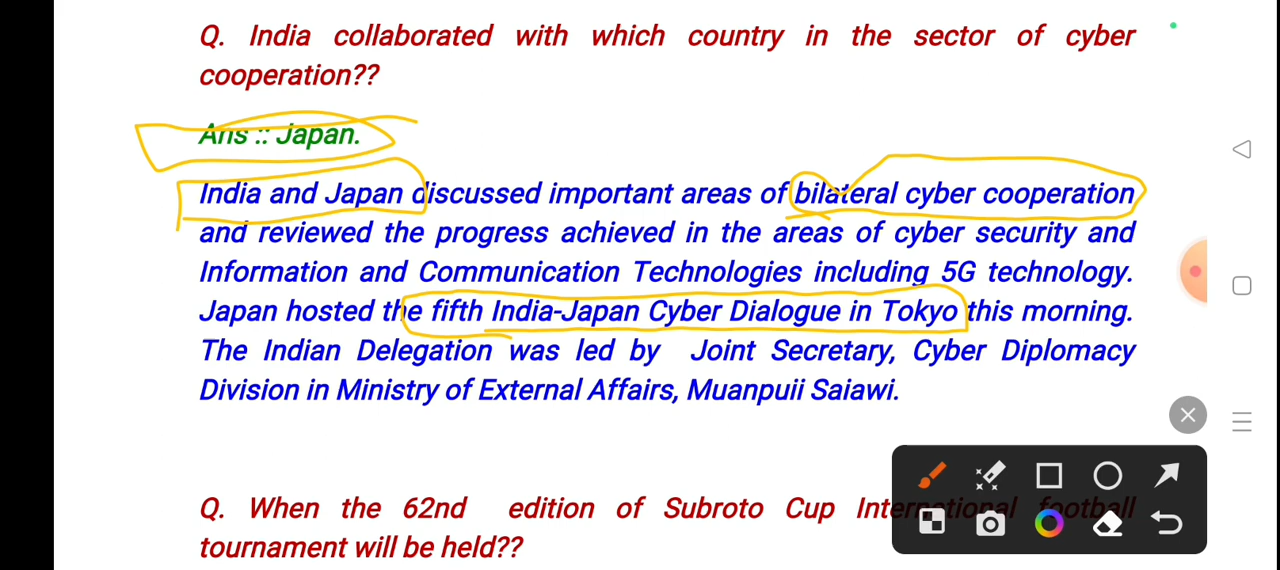 Q. India collaborated with which country in the sector of cyber
cooperation??
Ans :: Japan.
India and Japan discussed important areas of bilateral cyber cooperation
and reviewed the progress achieved in the areas of cyber security and
Information and Communication Technologies including 5G technology.
Japan hosted the fifth India-Japan Cyber Dialogue in Tokyo this morning.
The Indian Delegation was led by Joint Secretary, Cyber Diplomacy
Division in Ministry of External Affairs, Muanpuii Saiawi.
Q. When the 62nd edition of Subroto Cup International football
tournament will be held??